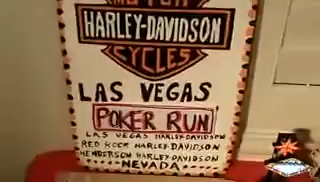 MOTOR
HARLEY-DAVIDSON
CYCLES
LAS VEGAS
POKER RUN
LAS VEGAS HARLEY-DAVIDSON
RED ROCK HARLEY-DAVIDSON
HENDERSON HARLEY-DAVIDSON
NEVADA